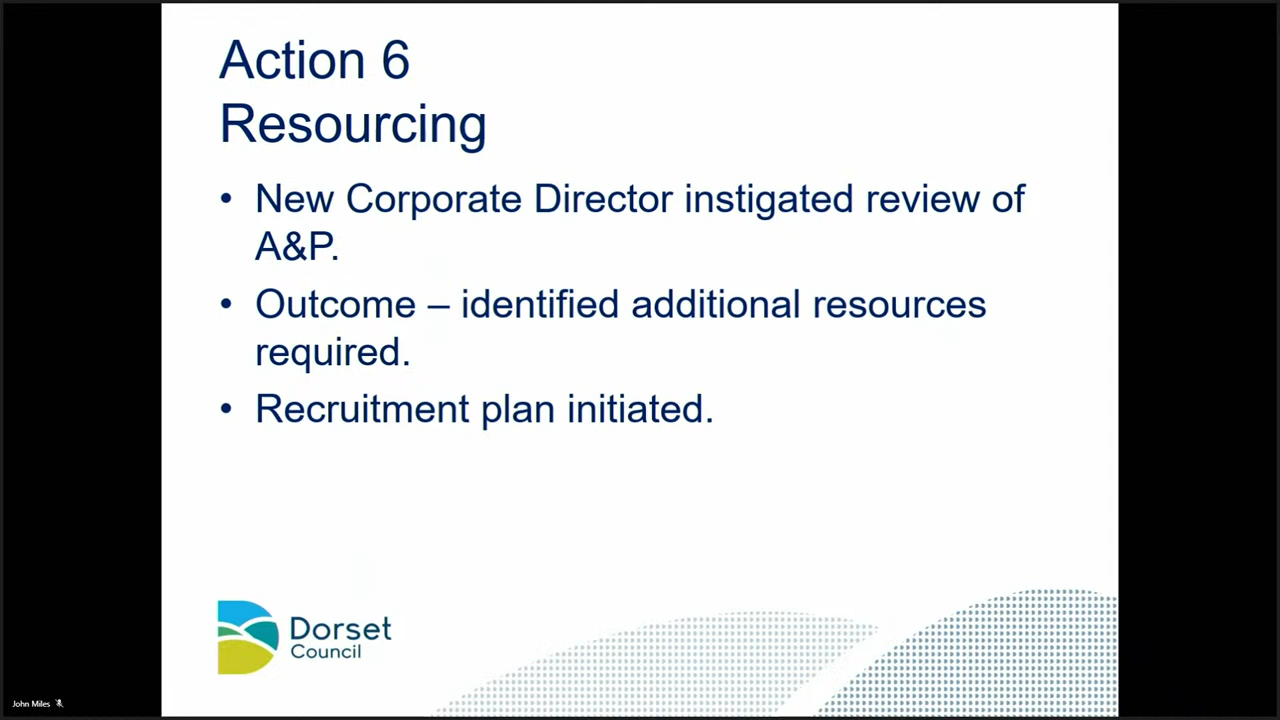 Action 6
Resourcing
• New Corporate Director instigated review of
A&P.
• Outcome – identified additional resources
required.
• Recruitment plan initiated.
Dorset
Council
John Miles